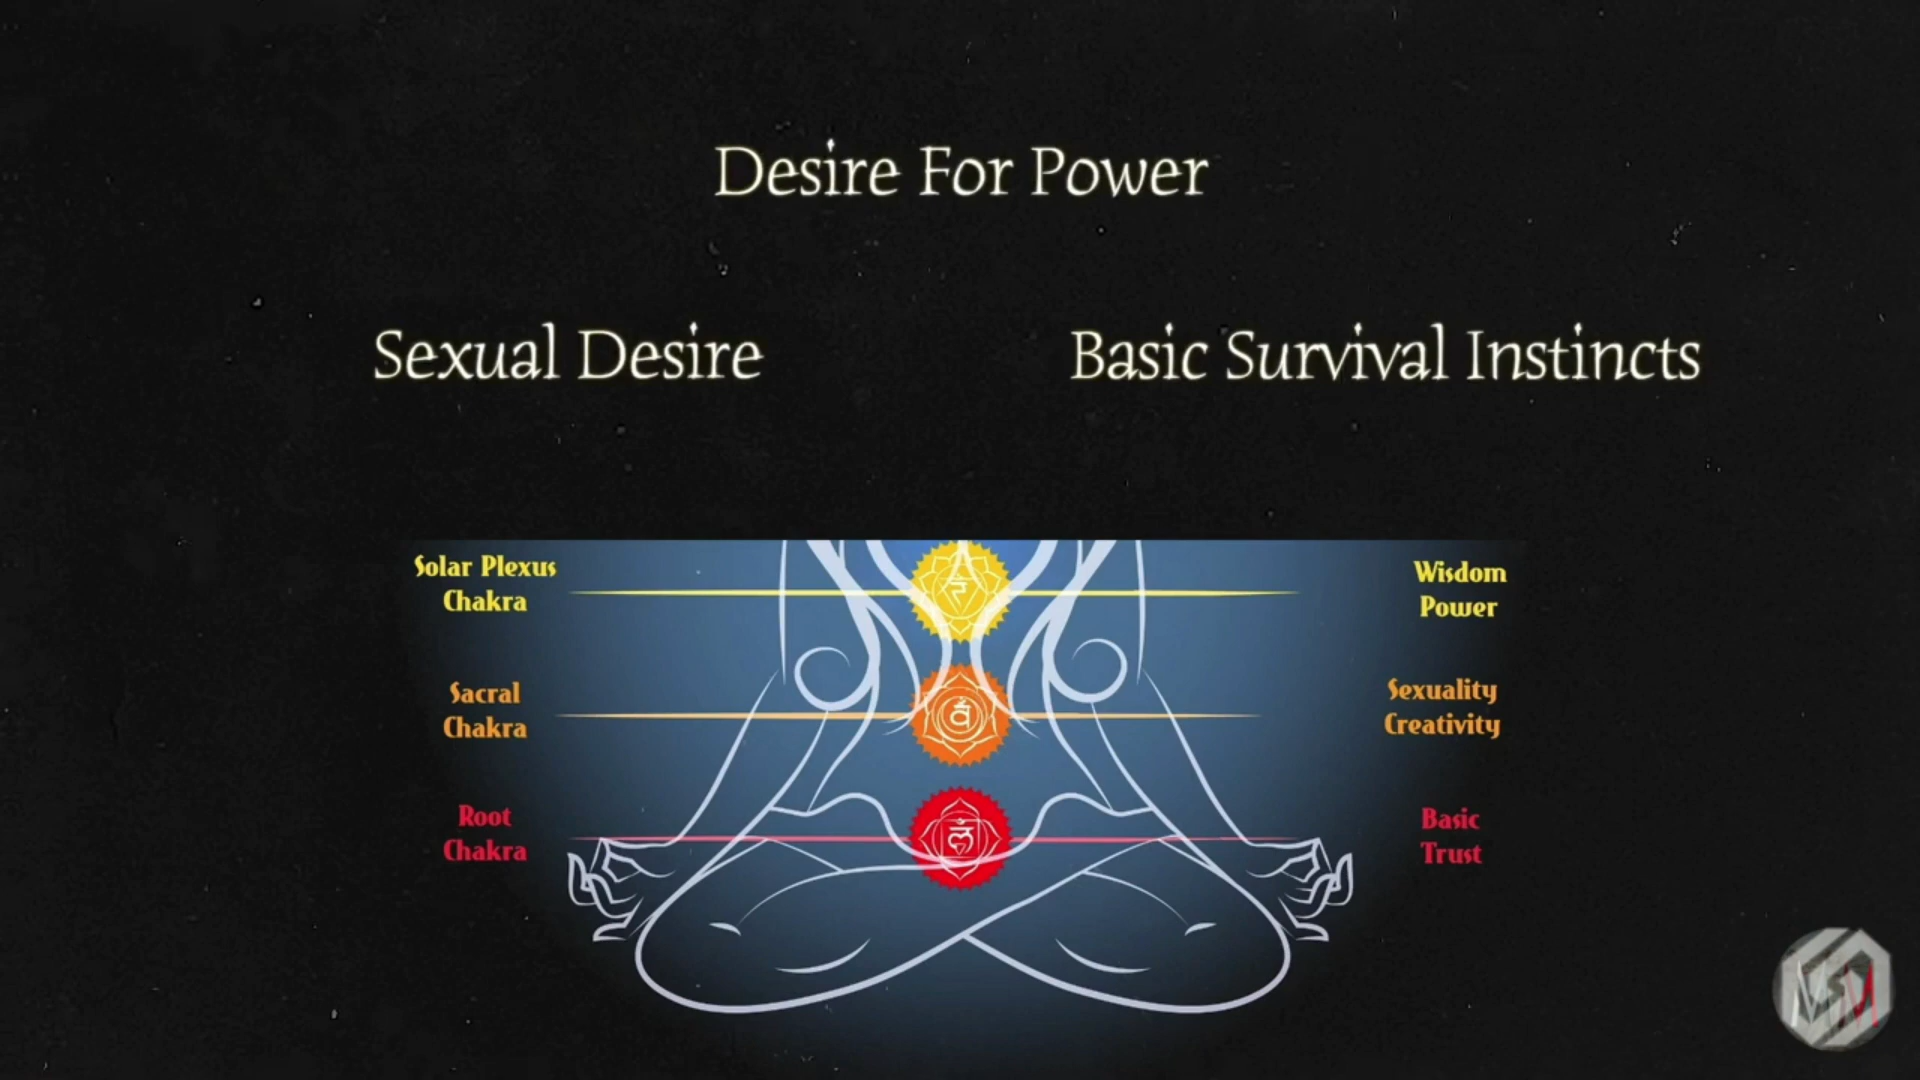 Desire For Power
Sexual Desire
Basic Survival Instincts
Solar Plexus
Chakra
Wisdom
Power
रं
Sacral
Chakra
Sexuality
Creativity
वं
Root
Chakra
Basic
Trust
लं